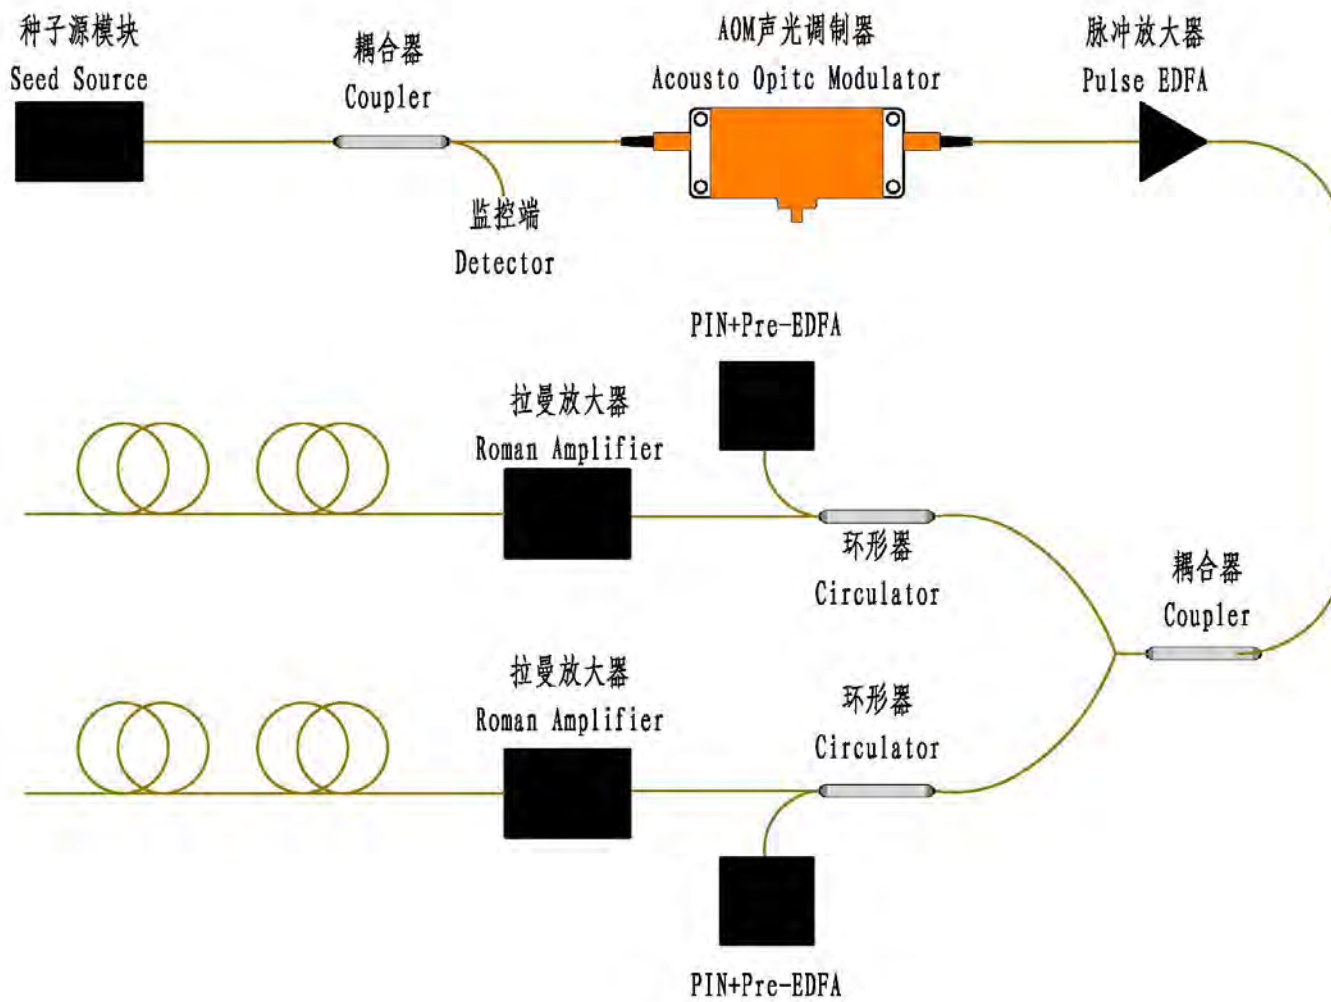 种子源模块
Seed Source
耦合器
Coupler
AOM声光调制器
Acousto Opitc Modulator
脉冲放大器
Pulse EDFA
监控端
Detector
PIN+Pre-EDFA
拉曼放大器
Roman Amplifier
环形器
Circulator
耦合器
Coupler
拉曼放大器
Roman Amplifier
环形器
Circulator
PIN+Pre-EDFA